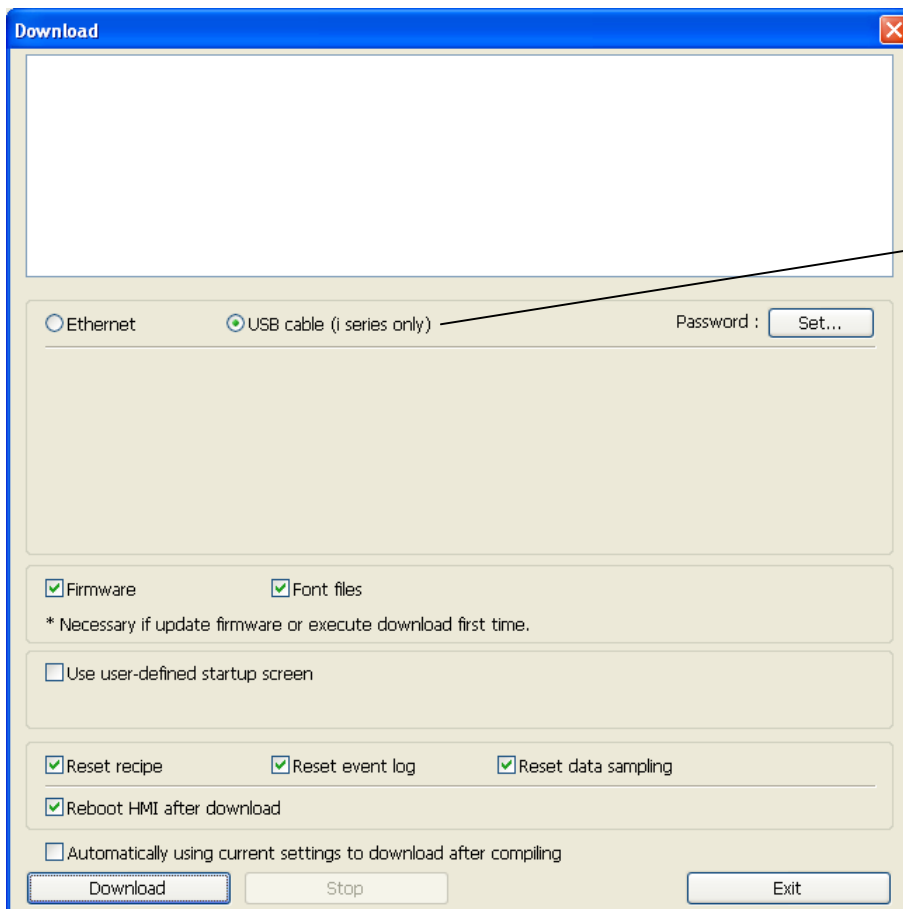 Download
Ethernet USB cable (i series only) Password : Set...
Firmware Font files
* Necessary if update firmware or execute download first time.
Use user-defined startup screen
Reset recipe Reset event log Reset data sampling
Reboot HMI after download
Automatically using current settings to download after compiling
Download Stop Exit